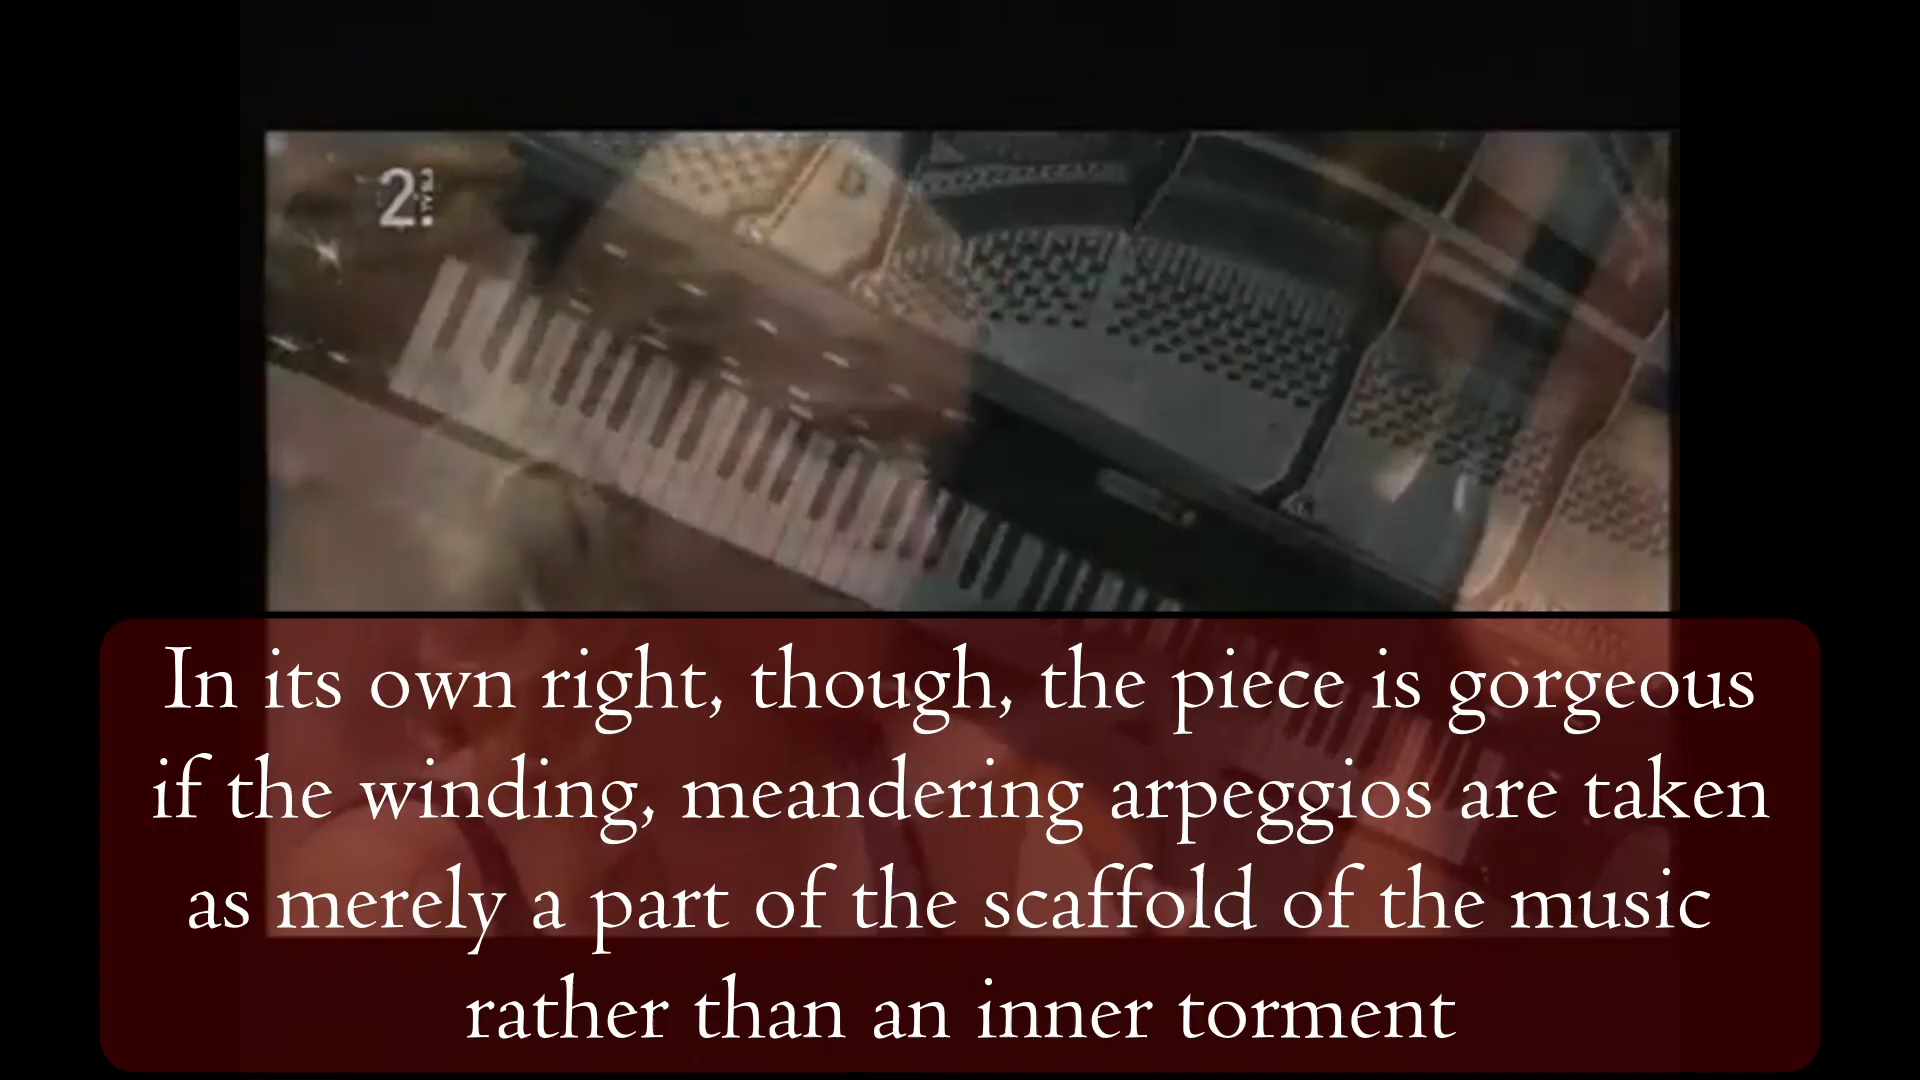 2
In its own right, though, the piece is gorgeous
if the winding, meandering arpeggios are taken
as merely a part of the scaffold of the music
rather than an inner torment